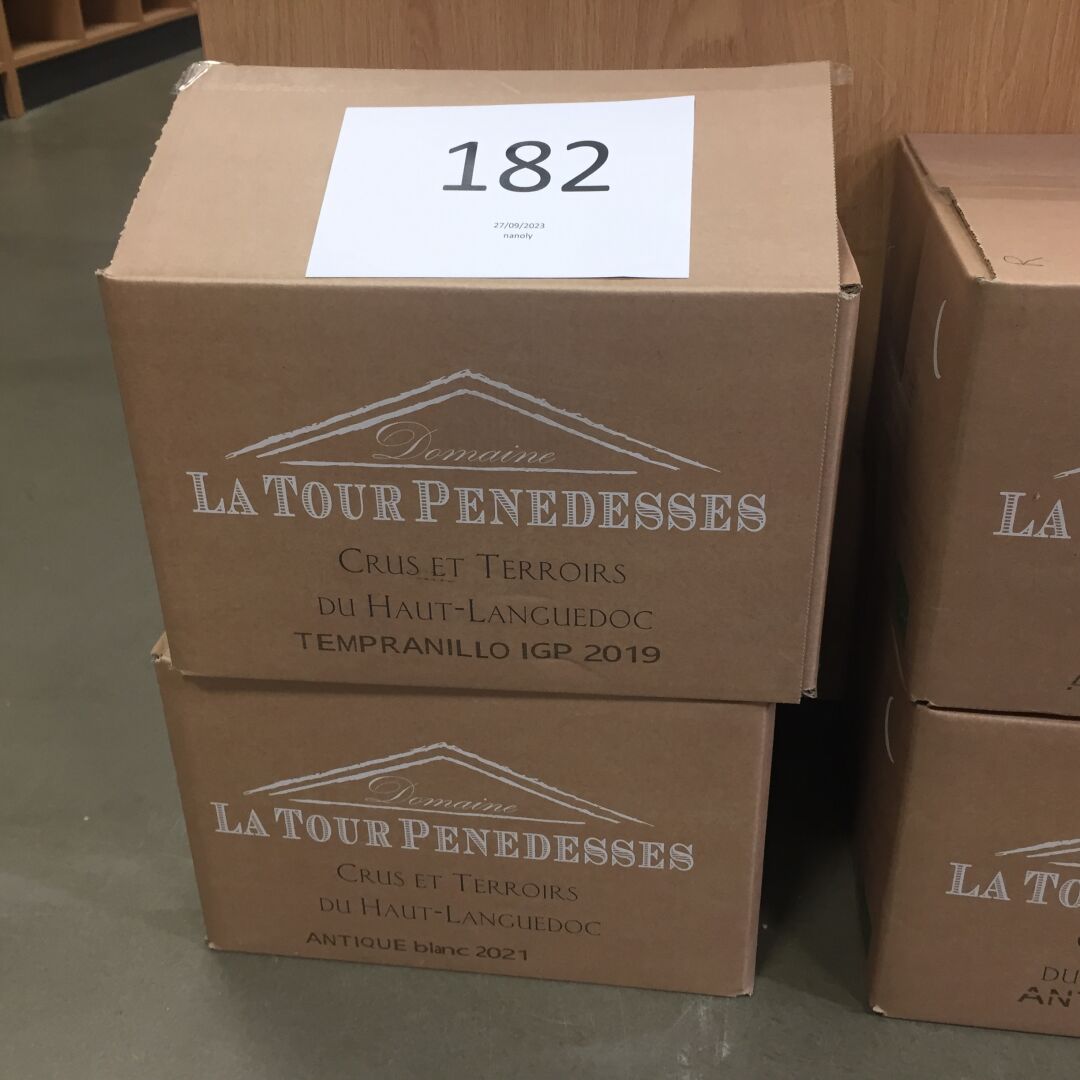 182
27/09/2023
nanoly
Domaine
LA TOUR PENEDESSES
CRUS ET TERROIRS
DU HAUT-LANGUEDOC
TEMPRANILLO IGP 2019
Domaine
LA TOUR PENEDESSES
CRUS ET TERROIRS
DU HAUT-LANGUEDOC
ANTIQUE blanc 2021
R
LA
LA TO
DU
AN